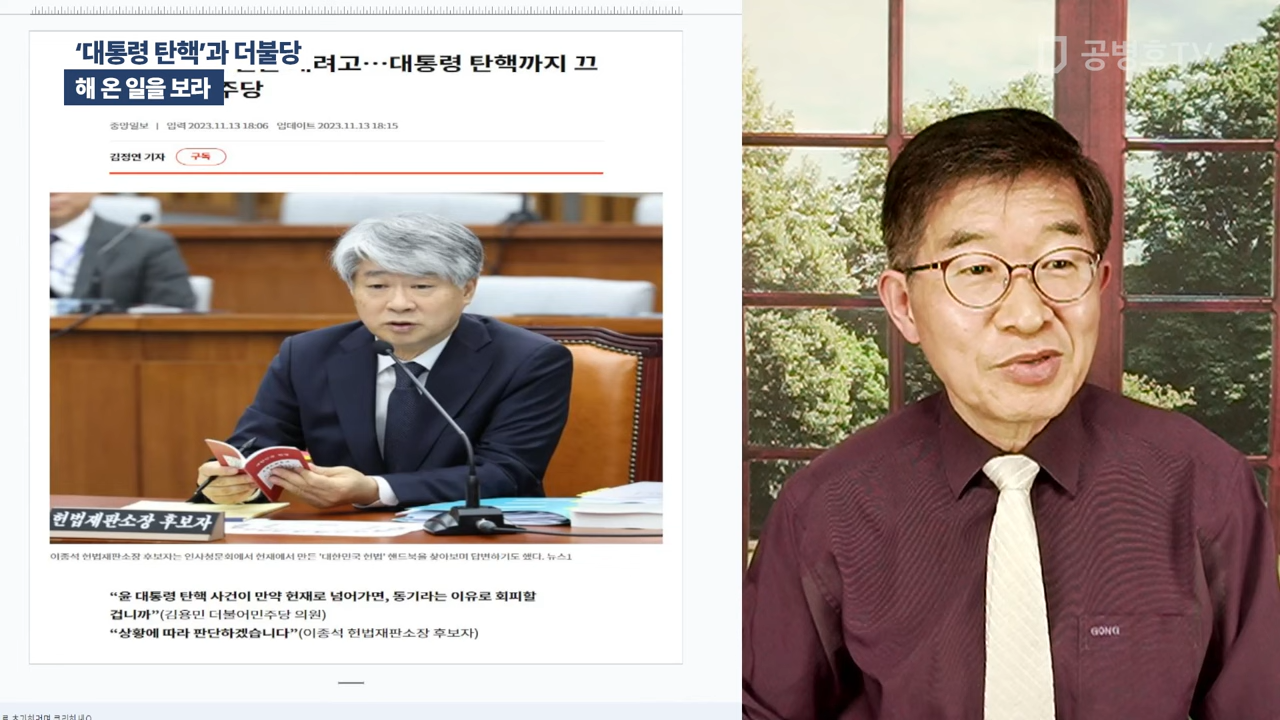 ‘대통령 탄핵’과 더불당
해 온 일을 보라
려고…대통령 탄핵까지 끄
주당
중앙일보 | 입력 2023.11.13 18:06 업데이트 2023.11.13 18:15
김정연 기자 구독
헌법재판소장 후보자
이종석 헌법재판소장 후보자는 인사청문회에서 헌재에서 만든 '대한민국 헌법' 핸드북을 찾아보며 답변하기도 했다. 뉴스1
“윤 대통령 탄핵 사건이 만약 헌재로 넘어가면, 동기라는 이유로 회피할
겁니까”(김용민 더불어민주당 의원)
“상황에 따라 판단하겠습니다”(이종석 헌법재판소장 후보자)
공병호TV
GONG